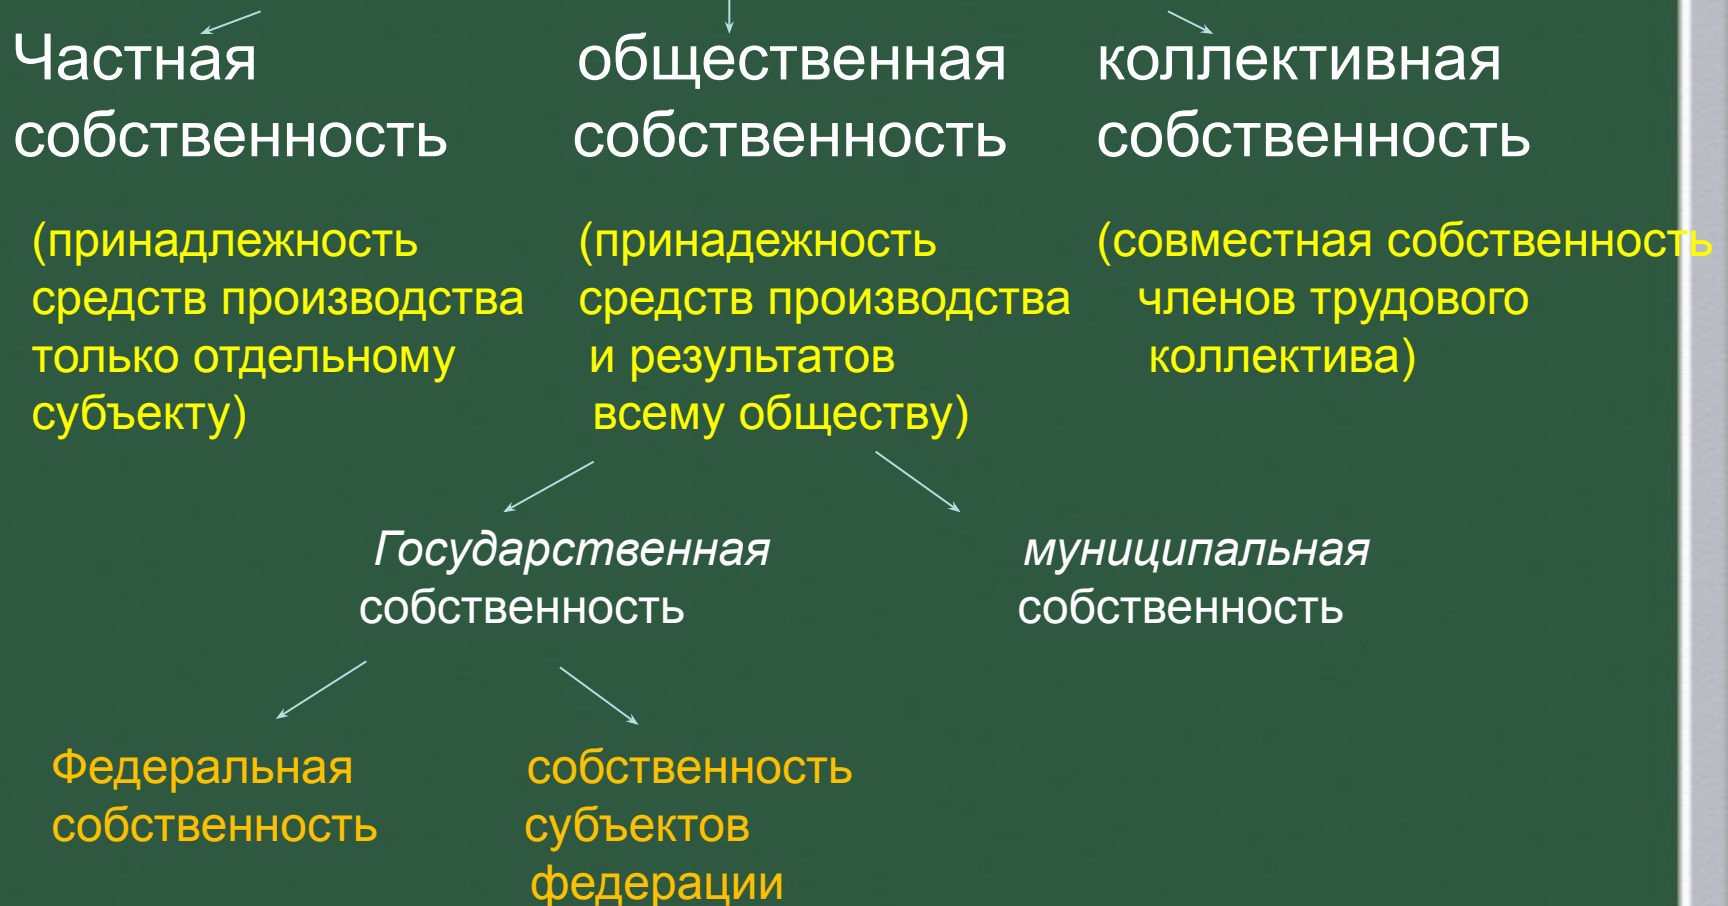 Частная
собственность
общественная
собственность
коллективная
собственность
(принадлежность
средств производства
только отдельному
субъекту)
(принадежность
средств производства
и результатов
всему обществу)
(совместная собственность
членов трудового
коллектива)
Государственная
собственность
муниципальная
собственность
Федеральная
собственность
собственность
субъектов
федерации